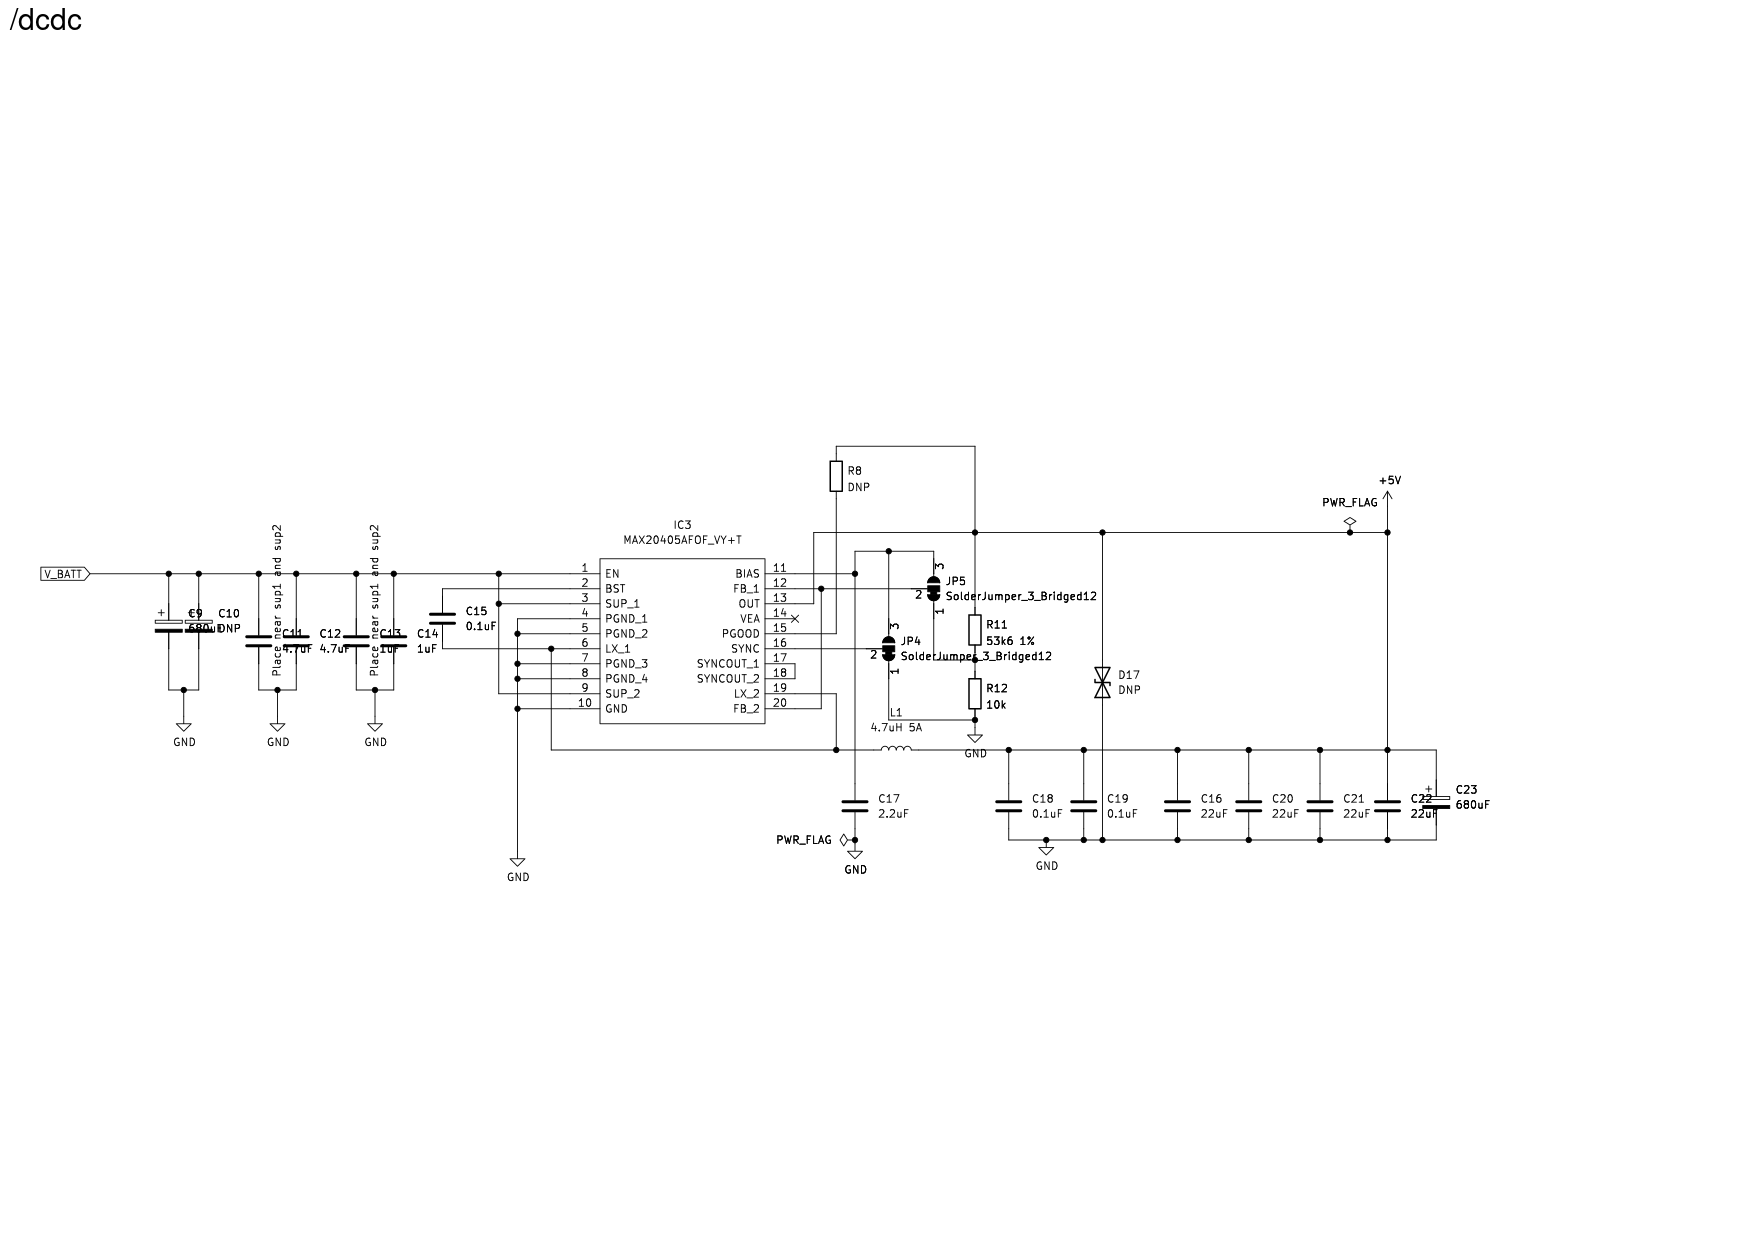 /dcdc
V_BATT
+
C9
680uF
+
C10
DNP
GND
Place near sup1 and sup2
C11
4.7uF
C12
4.7uF
GND
Place near sup1 and sup2
C13
1uF
C14
1uF
GND
C15
0.1uF
IC3
MAX20405AFOF_VY+T
1 EN
2 BST
3 SUP_1
4 PGND_1
5 PGND_2
6 LX_1
7 PGND_3
8 PGND_4
9 SUP_2
10 GND
BIAS 11
FB_1 12
OUT 13
VEA 14
PGOOD 15
SYNC 16
SYNCOUT_1 17
SYNCOUT_2 18
LX_2 19
FB_2 20
GND
R8
DNP
3
JP5
2 SolderJumper_3_Bridged12
1
3
JP4
2 SolderJumper_3_Bridged12
1
R11
53k6 1%
R12
10k
GND
L1
4.7uH 5A
C17
2.2uF
PWR_FLAG
GND
D17
DNP
+5V
PWR_FLAG
C18
0.1uF
C19
0.1uF
C16
22uF
C20
22uF
C21
22uF
C22
22uF
+
C23
680uF
GND